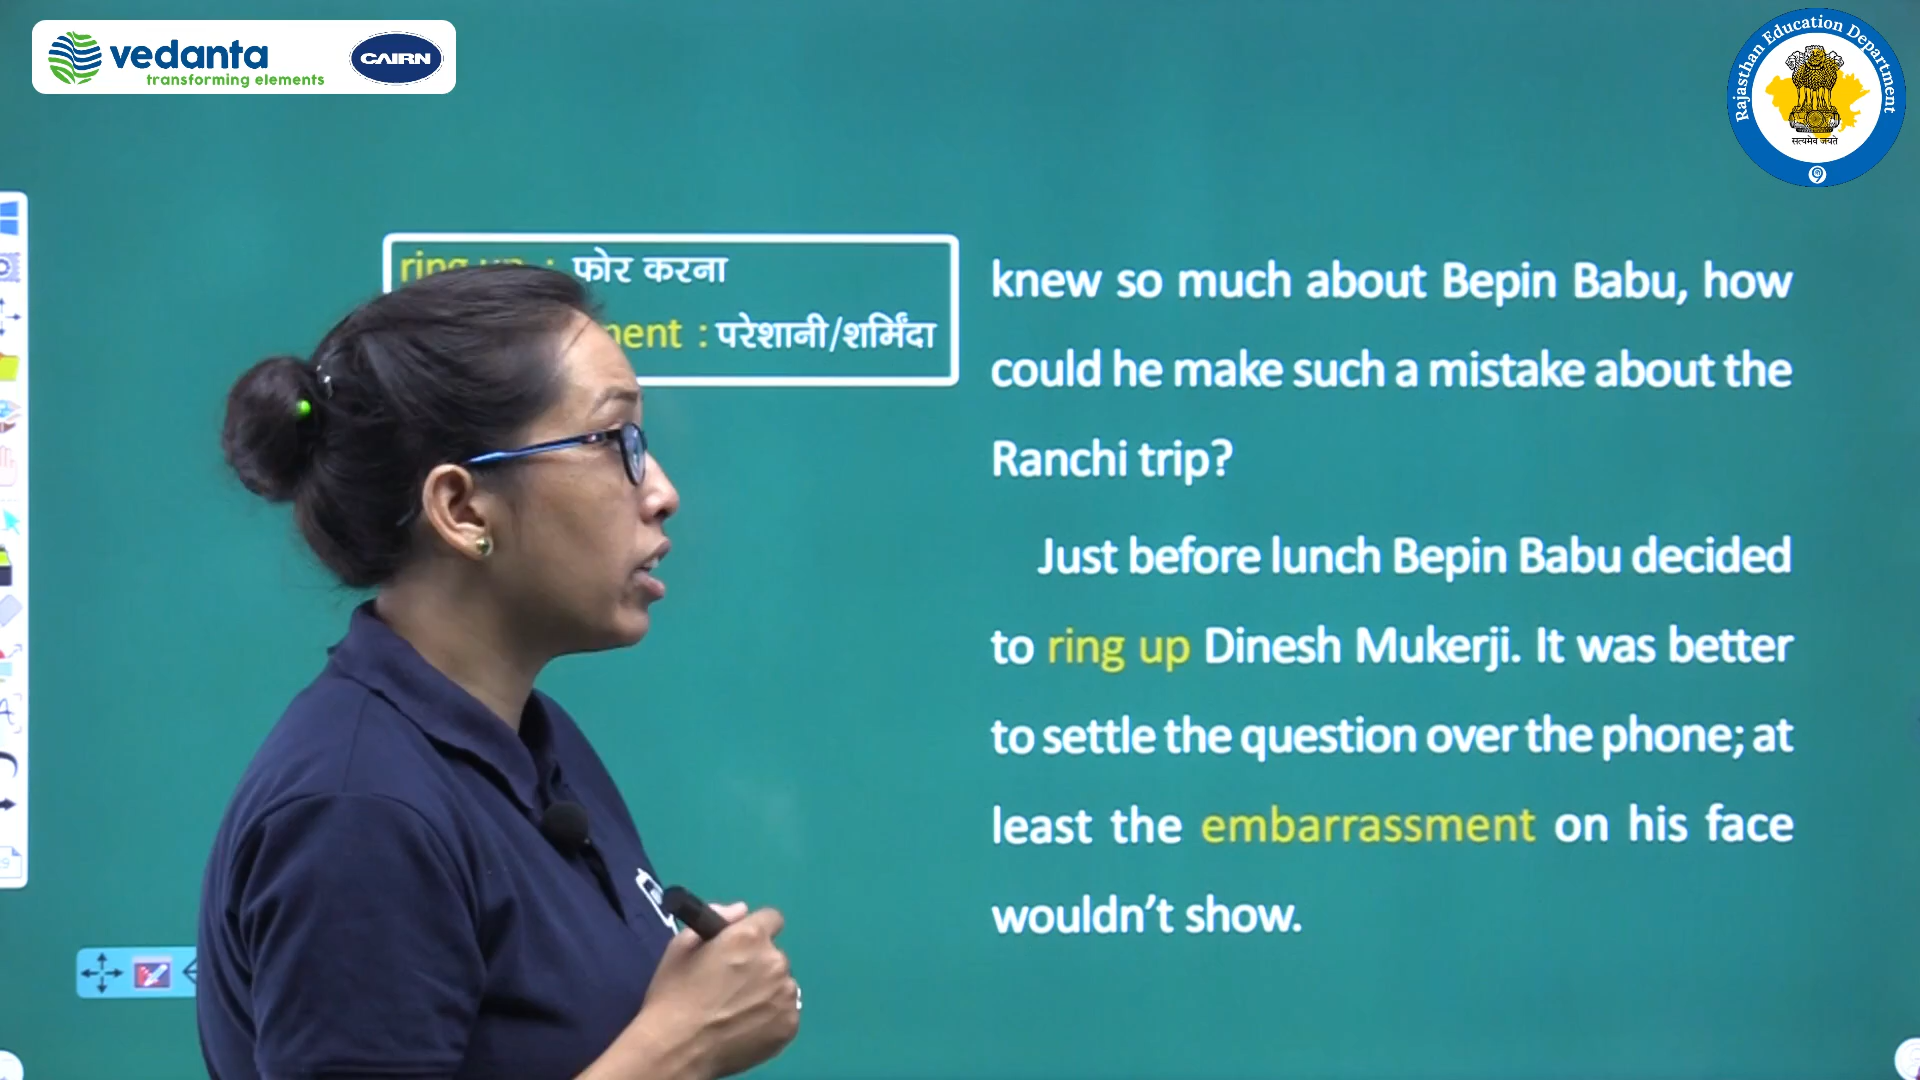 vedanta
transforming elements
CAIRN
Rajasthan Education Department
सत्यमेव जयते
ring up : फोर करना
ment : परेशानी/शर्मिंदा
knew so much about Bepin Babu, how
could he make such a mistake about the
Ranchi trip?
Just before lunch Bepin Babu decided
to ring up Dinesh Mukerji. It was better
to settle the question over the phone; at
least the embarrassment on his face
wouldn't show.